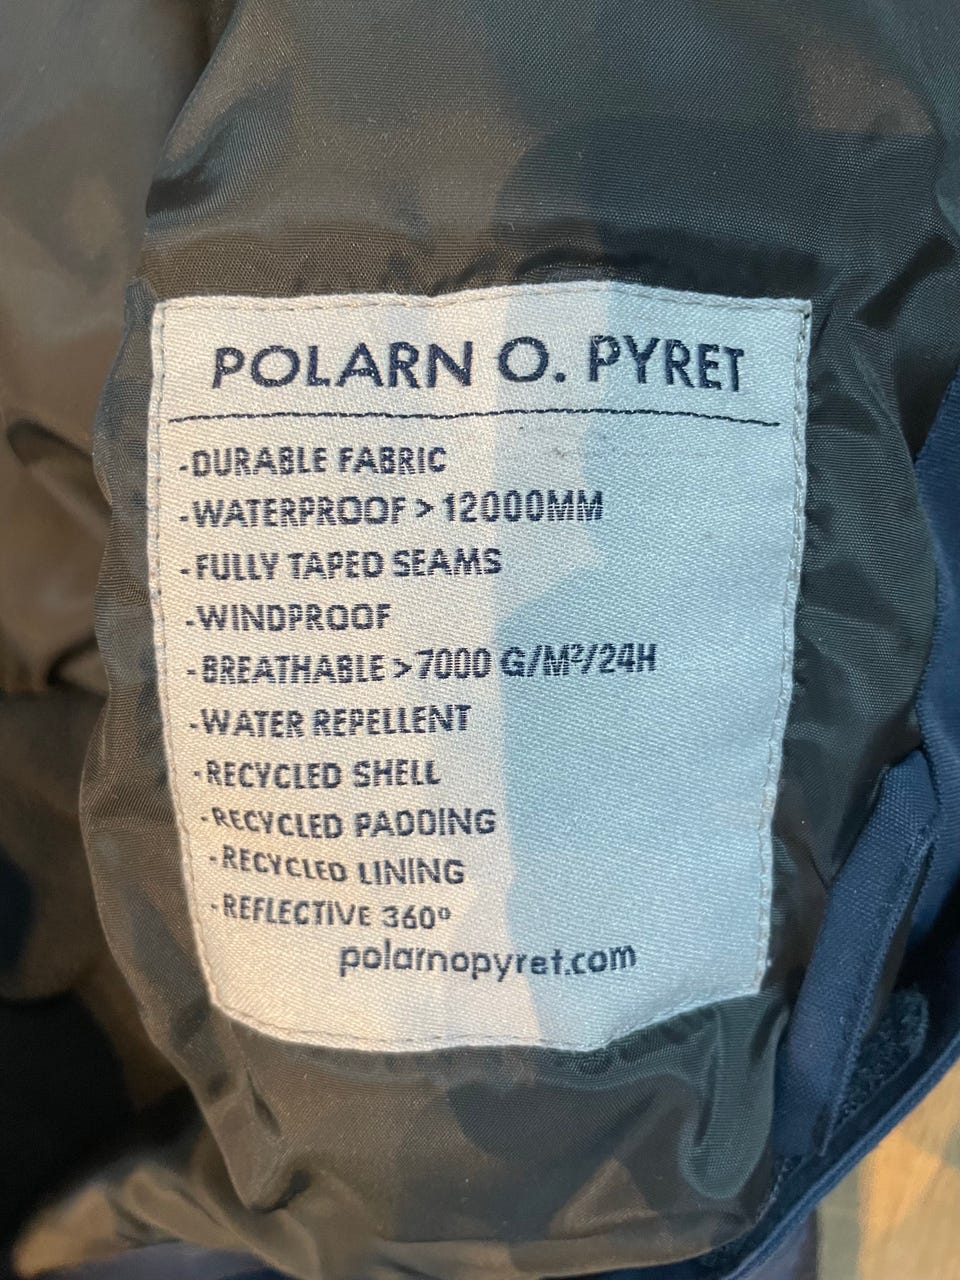 POLARN O. PYRET
-DURABLE FABRIC
-WATERPROOF > 12000MM
-FULLY TAPED SEAMS
-WINDPROOF
-BREATHABLE >7000 G/M²/24H
-WATER REPELLENT
-RECYCLED SHELL
-RECYCLED PADDING
-RECYCLED LINING
-REFLECTIVE 360°
polarnopyret.com